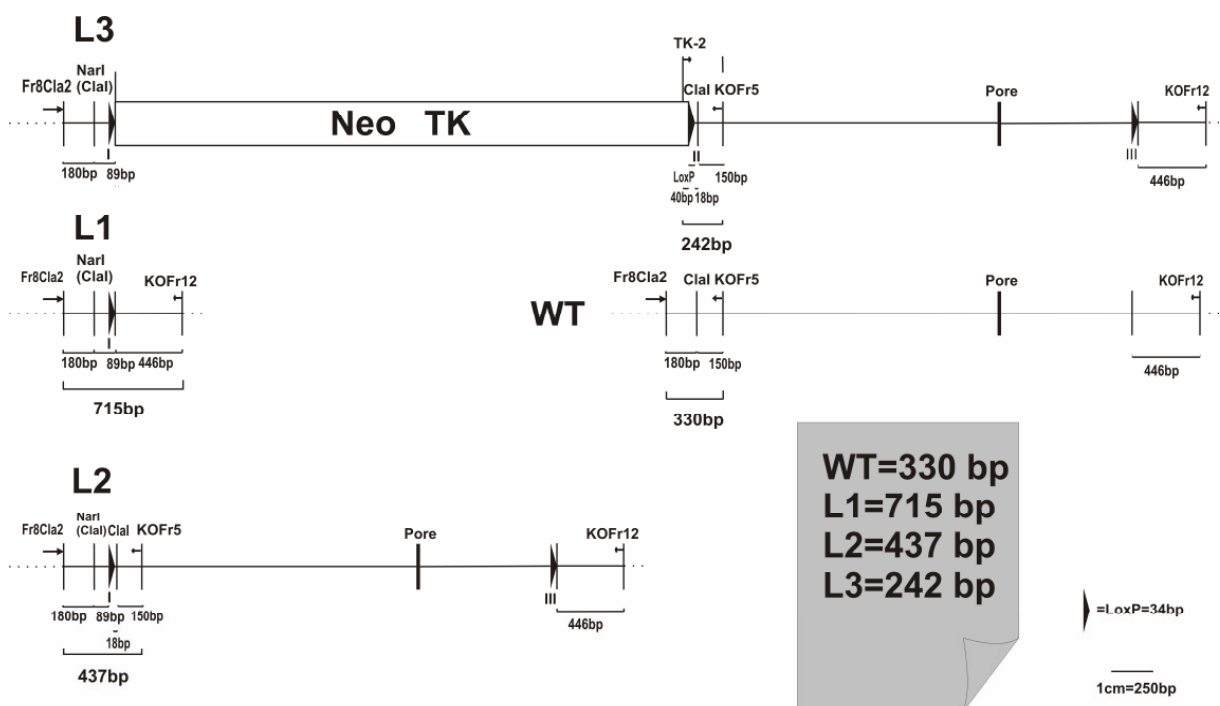 L3
TK-2
NarI
(ClaI)
Fr8Cla2
ClaI KOFr5
Pore
KOFr12
Neo TK
I
II
III
180bp 89bp
LoxP 150bp
446bp
40bp 18bp
242bp
L1
NarI
(ClaI)
Fr8Cla2
KOFr12
I
180bp 89bp 446bp
715bp
WT
Fr8Cla2
ClaI KOFr5
Pore
KOFr12
180bp 150bp
446bp
330bp
L2
NarI
(ClaI) ClaI
Fr8Cla2
KOFr5
Pore
KOFr12
I
III
180bp 89bp 150bp
18bp
446bp
437bp
WT=330 bp
L1=715 bp
L2=437 bp
L3=242 bp
=LoxP=34bp
1cm=250bp